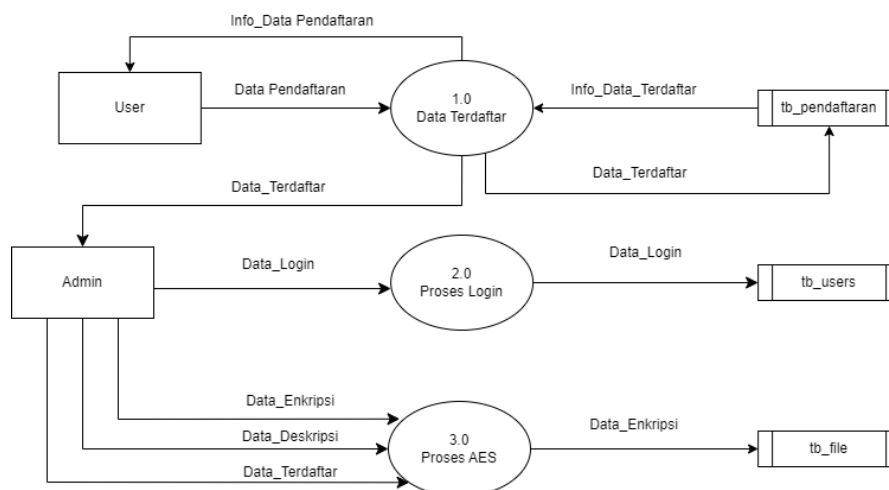 Info_Data Pendaftaran
User
Data Pendaftaran
1.0
Data Terdaftar
Info_Data_Terdaftar
tb_pendaftaran
Data_Terdaftar
Data_Terdaftar
Admin
Data_Login
2.0
Proses Login
Data_Login
tb_users
Data_Enkripsi
Data_Deskripsi
Data_Terdaftar
3.0
Proses AES
Data_Enkripsi
tb_file